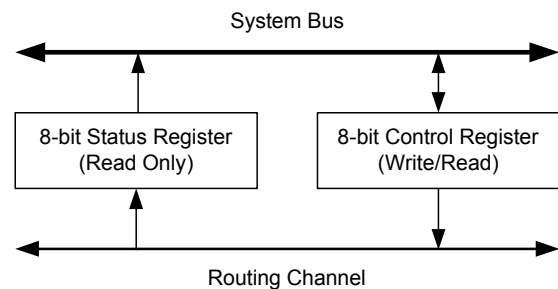 System Bus
8-bit Status Register
(Read Only)
8-bit Control Register
(Write/Read)
Routing Channel